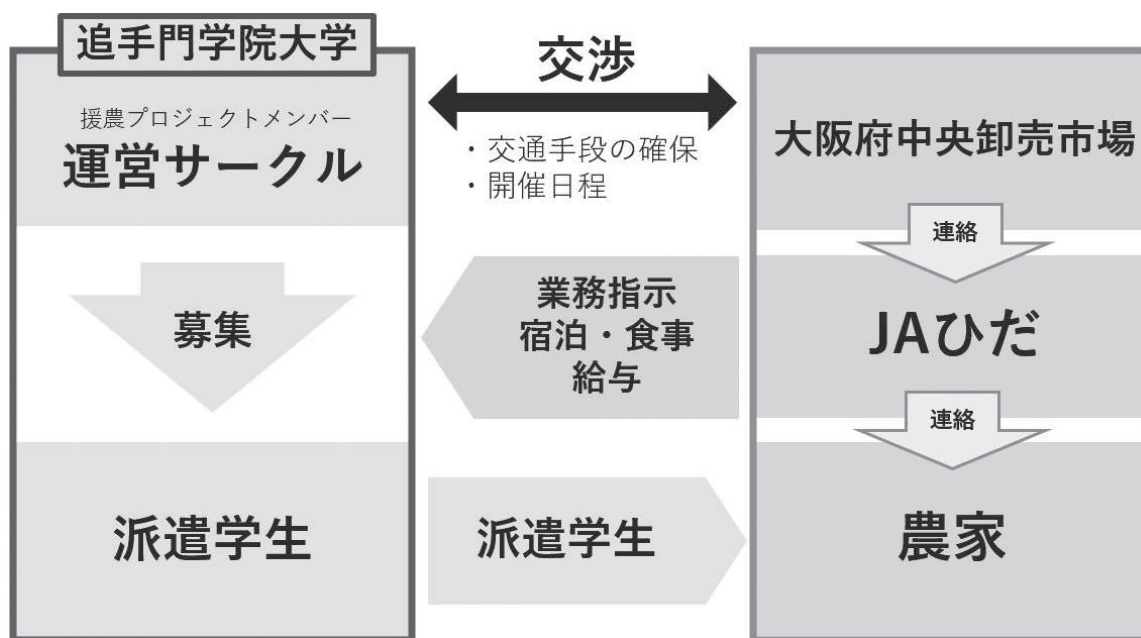 追手門学院大学
援農プロジェクトメンバー
運営サークル
募集
派遣学生
交渉
・交通手段の確保
・開催日程
業務指示
宿泊・食事
給与
派遣学生
大阪府中央卸売市場
連絡
JAひだ
連絡
農家